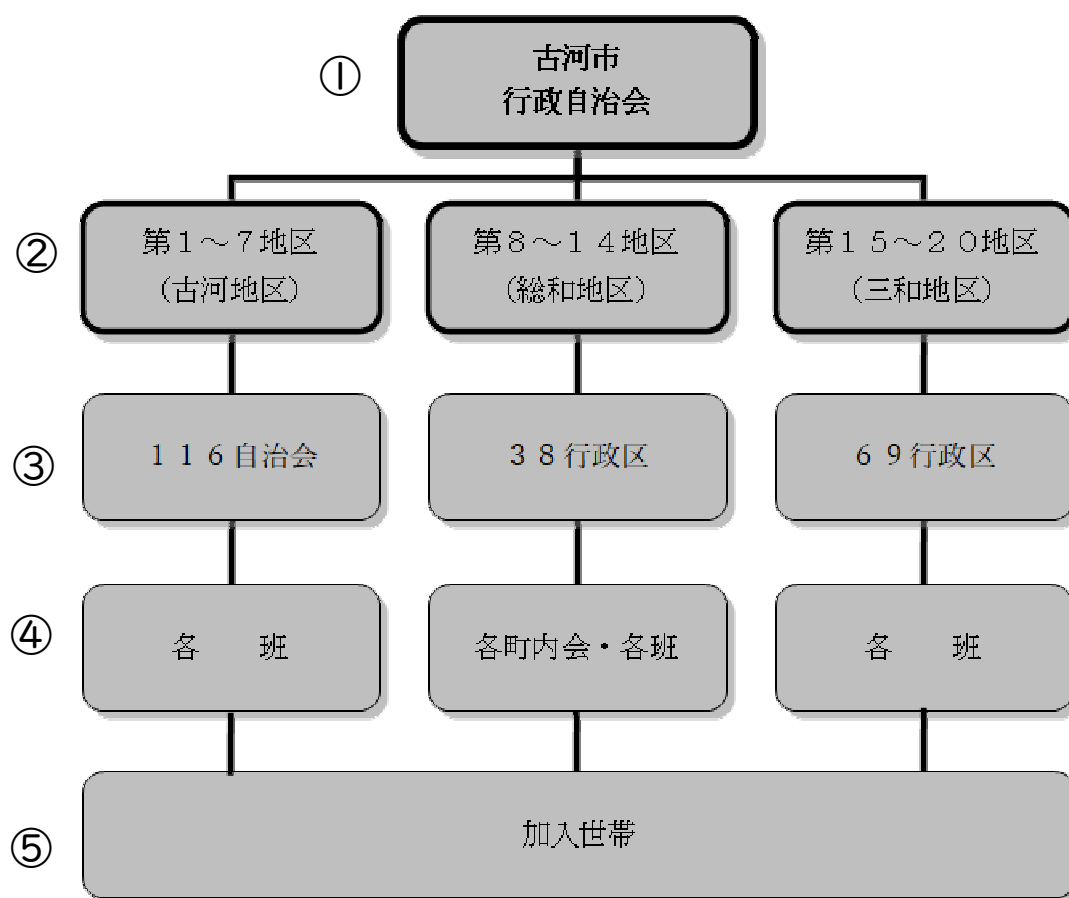 ①
古河市
行政自治会
②
第1～7地区
(古河地区)
第8～１４地区
(総和地区)
第１５～２０地区
(三和地区)
③
１１６自治会
３８行政区
６９行政区
④
各　班
各町内会・各班
各　班
⑤
加入世帯